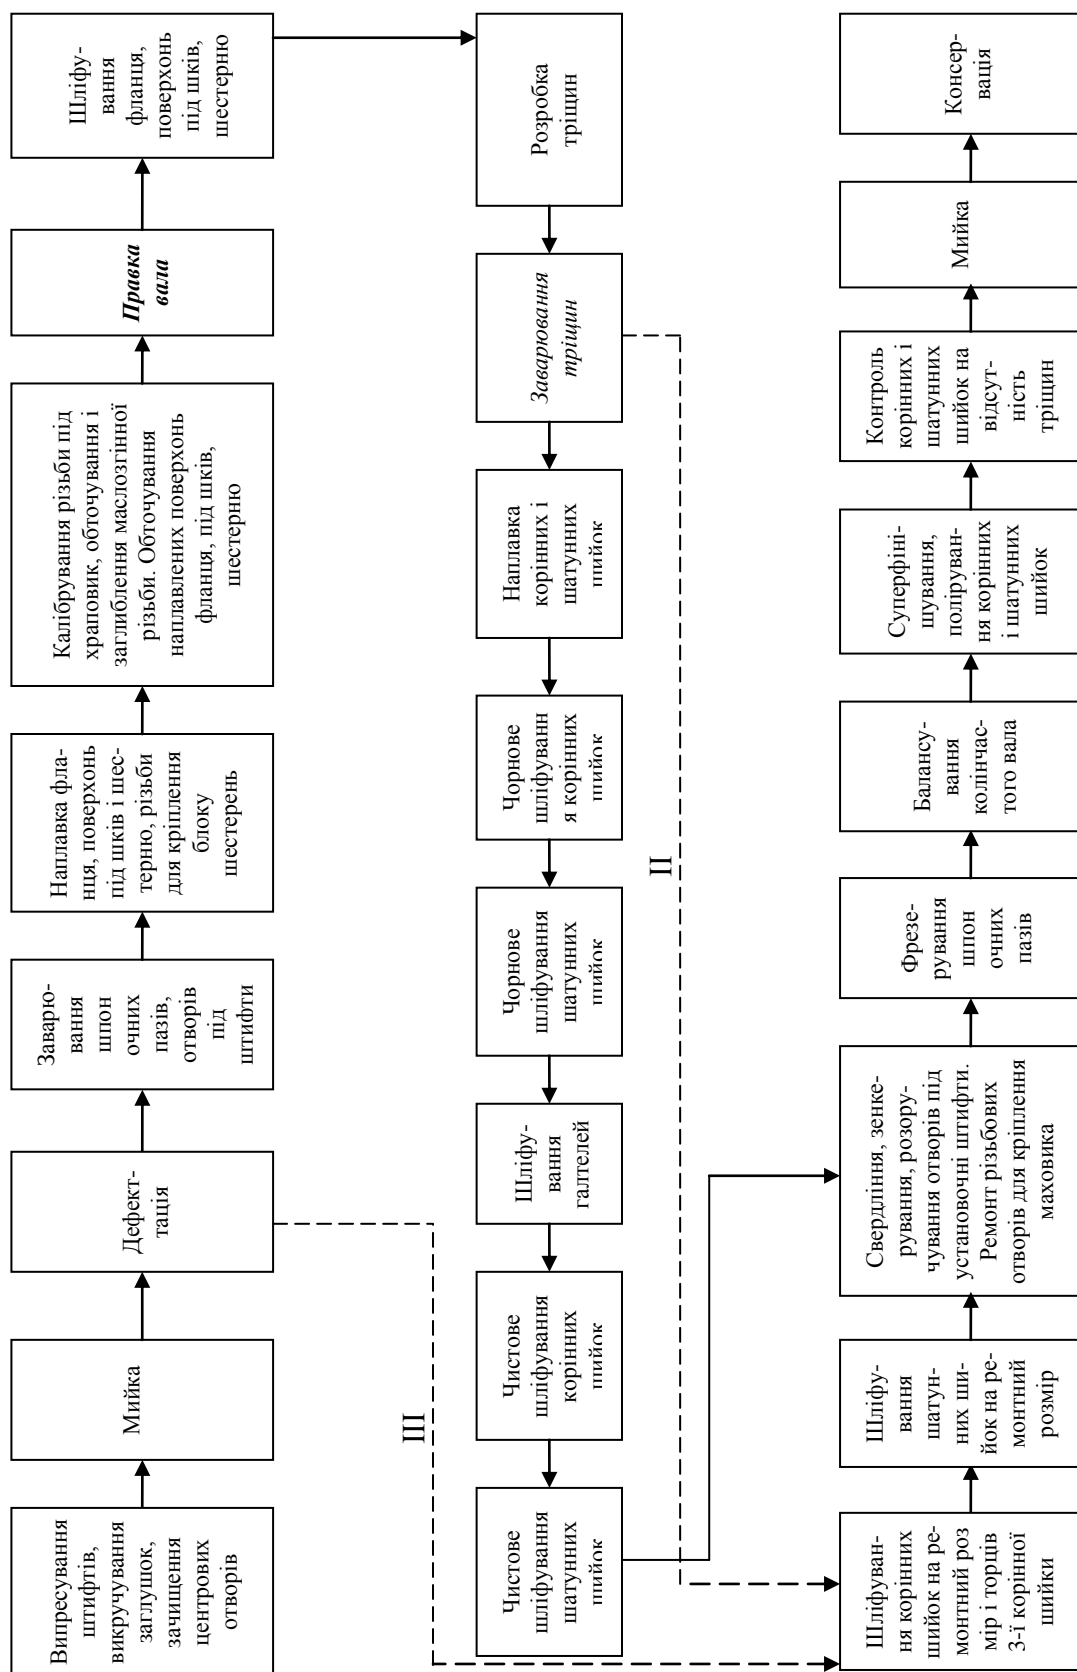 Випресування
штифтів,
викручування
заглушок,
зачищення
центрових
отворів
Мийка
Дефект-
тація
Заварю-
вання
шпон
очних
пазів,
отворів
під
штифти
Наплавка фла-
нця, поверхонь
під шків і шес-
терню, різьби
для кріплення
блоку
шестерень
Калібрування різьби під
храповик, обточування і
заглиблення маслозгінної
різьби. Обточування
наплавлених поверхонь
фланця, під шків,
шестерню
Правка
вала
Шліфу-
вання
фланця,
поверхонь
під шків,
шестерню
Розробка
тріщин
Заварювання
тріщин
Наплавка
корінних і
шатунних
шийок
Чорнове
шліфуванн
я корінних
шийок
Чорнове
шліфування
шатунних
шийок
Шліфу-
вання
галтелей
Чистове
шліфування
корінних
шийок
Чистове
шліфування
шатунних
шийок
III
II
Шліфуван-
ня корінних
шийок на ре-
монтний роз
мір і торців
3-ї корінної
шийки
Шліфу-
вання
шатун-
них ши-
йок на ре-
монтний
розмір
Свердління, зенке-
рування, розору-
чування отворів під
установочні штифти.
Ремонт різьбових
отворів для кріплення
маховика
Фрезе-
рування
шпон
очних
пазів
Балансу-
вання
колінчас-
того вала
Суперфіні-
шування,
поліруван-
ня корінних
і шатунних
шийок
Контроль
корінних і
шатунних
шийок на
відсут-
ність
тріщин
Мийка
Консер-
вація